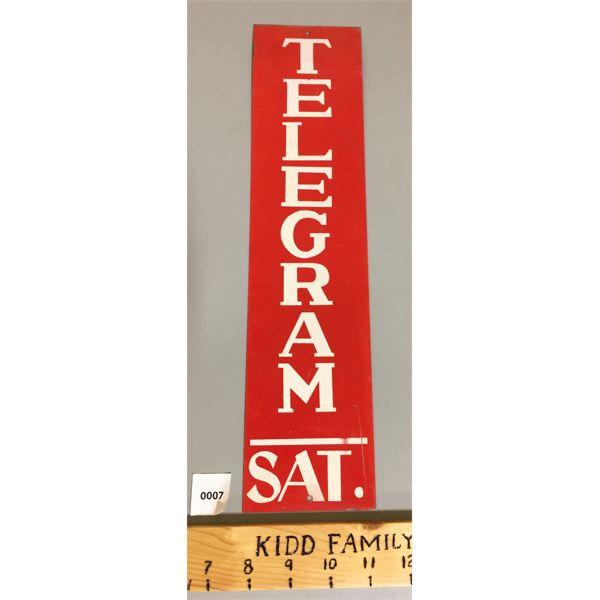 TELEGRAM
SAT.
0007
KIDD FAMILY
7 8 9 10 11 12